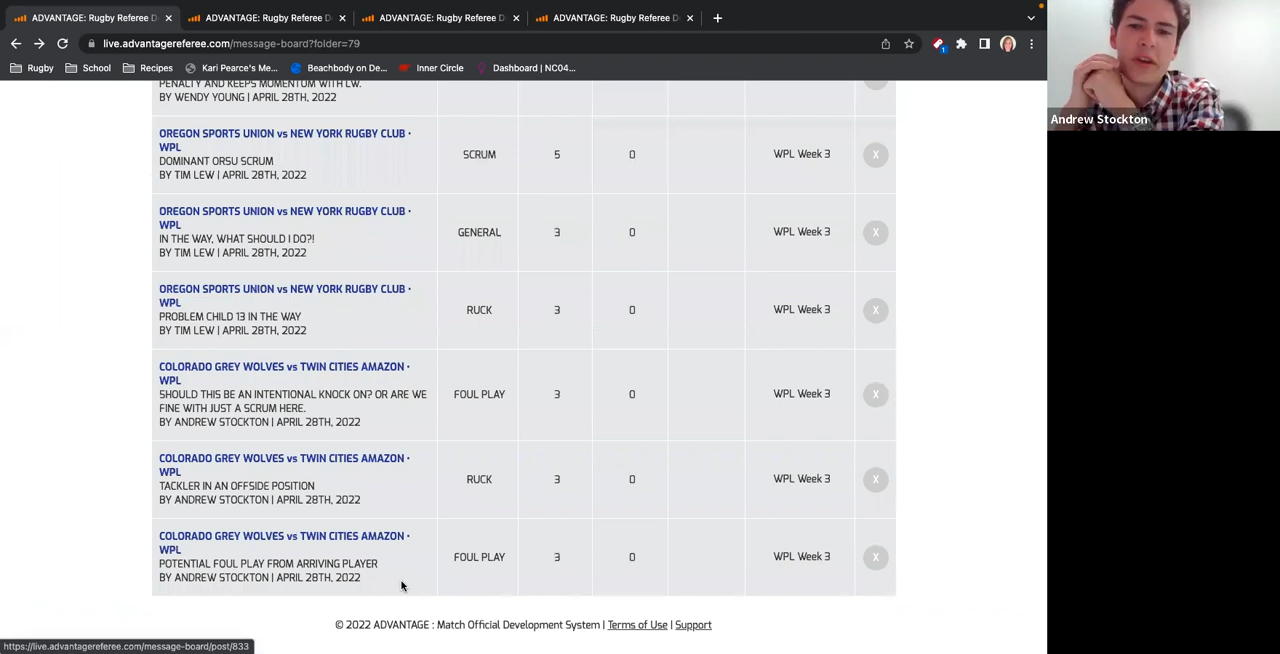 ADVANTAGE: Rugby Referee D
ADVANTAGE: Rugby Referee D
ADVANTAGE: Rugby Referee D
ADVANTAGE: Rugby Referee D
live.advantagereferee.com/message-board?folder=79
1
Rugby School Recipes Kari Pearce's Me... Beachbody on De... Inner Circle Dashboard | NC04...
Andrew Stockton
PENALTY AND KEEPS MOMENTUM WITH LW.
BY WENDY YOUNG | APRIL 28TH, 2022
OREGON SPORTS UNION vs NEW YORK RUGBY CLUB •
WPL
DOMINANT ORSU SCRUM
BY TIM LEW | APRIL 28TH, 2022
SCRUM 5 0 WPL Week 3 X
OREGON SPORTS UNION vs NEW YORK RUGBY CLUB •
WPL
IN THE WAY, WHAT SHOULD I DO?!
BY TIM LEW | APRIL 28TH, 2022
GENERAL 3 0 WPL Week 3 X
OREGON SPORTS UNION vs NEW YORK RUGBY CLUB •
WPL
PROBLEM CHILD 13 IN THE WAY
BY TIM LEW | APRIL 28TH, 2022
RUCK 3 0 WPL Week 3 X
COLORADO GREY WOLVES vs TWIN CITIES AMAZON •
WPL
SHOULD THIS BE AN INTENTIONAL KNOCK ON? OR ARE WE
FINE WITH JUST A SCRUM HERE.
BY ANDREW STOCKTON | APRIL 28TH, 2022
FOUL PLAY 3 0 WPL Week 3 X
COLORADO GREY WOLVES vs TWIN CITIES AMAZON •
WPL
TACKLER IN AN OFFSIDE POSITION
BY ANDREW STOCKTON | APRIL 28TH, 2022
RUCK 3 0 WPL Week 3 X
COLORADO GREY WOLVES vs TWIN CITIES AMAZON •
WPL
POTENTIAL FOUL PLAY FROM ARRIVING PLAYER
BY ANDREW STOCKTON | APRIL 28TH, 2022
FOUL PLAY 3 0 WPL Week 3 X
© 2022 ADVANTAGE : Match Official Development System | Terms of Use | Support
https://live.advantagereferee.com/message-board/post/833